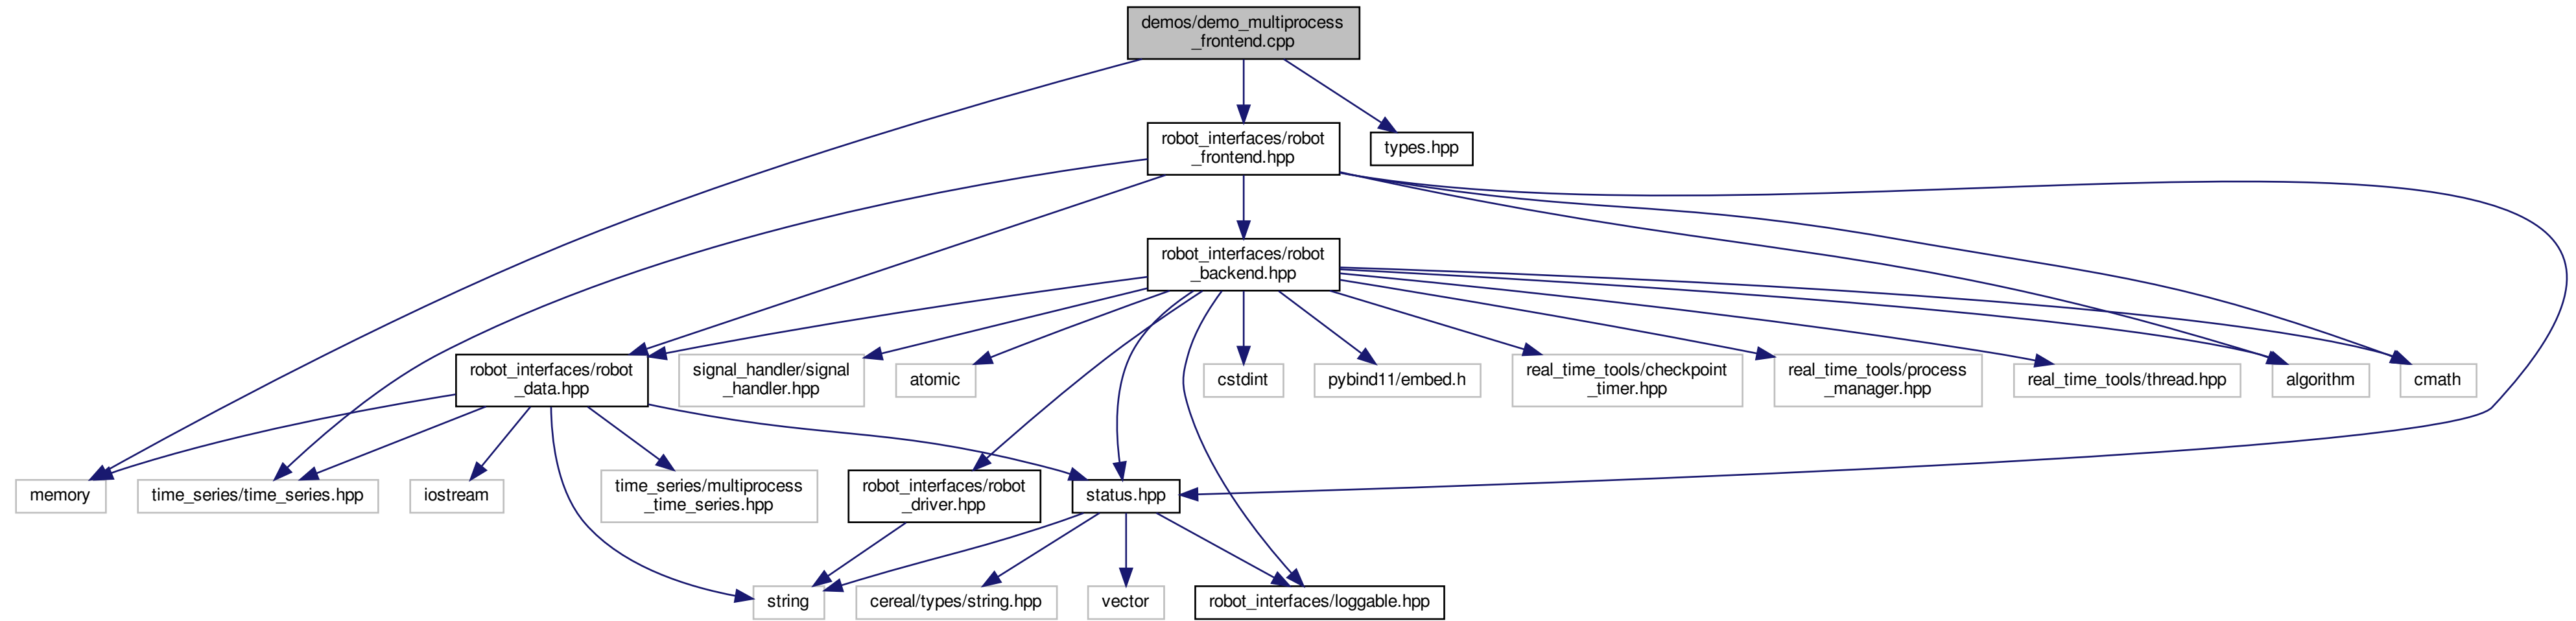 demos/demo_multiprocess
_frontend.cpp
robot_interfaces/robot
_frontend.hpp
types.hpp
robot_interfaces/robot
_backend.hpp
robot_interfaces/robot
_data.hpp
signal_handler/signal
_handler.hpp
atomic
cstdint
pybind11/embed.h
real_time_tools/checkpoint
_timer.hpp
real_time_tools/process
_manager.hpp
real_time_tools/thread.hpp
algorithm
cmath
memory
time_series/time_series.hpp
iostream
time_series/multiprocess
_time_series.hpp
robot_interfaces/robot
_driver.hpp
status.hpp
string
cereal/types/string.hpp
vector
robot_interfaces/loggable.hpp